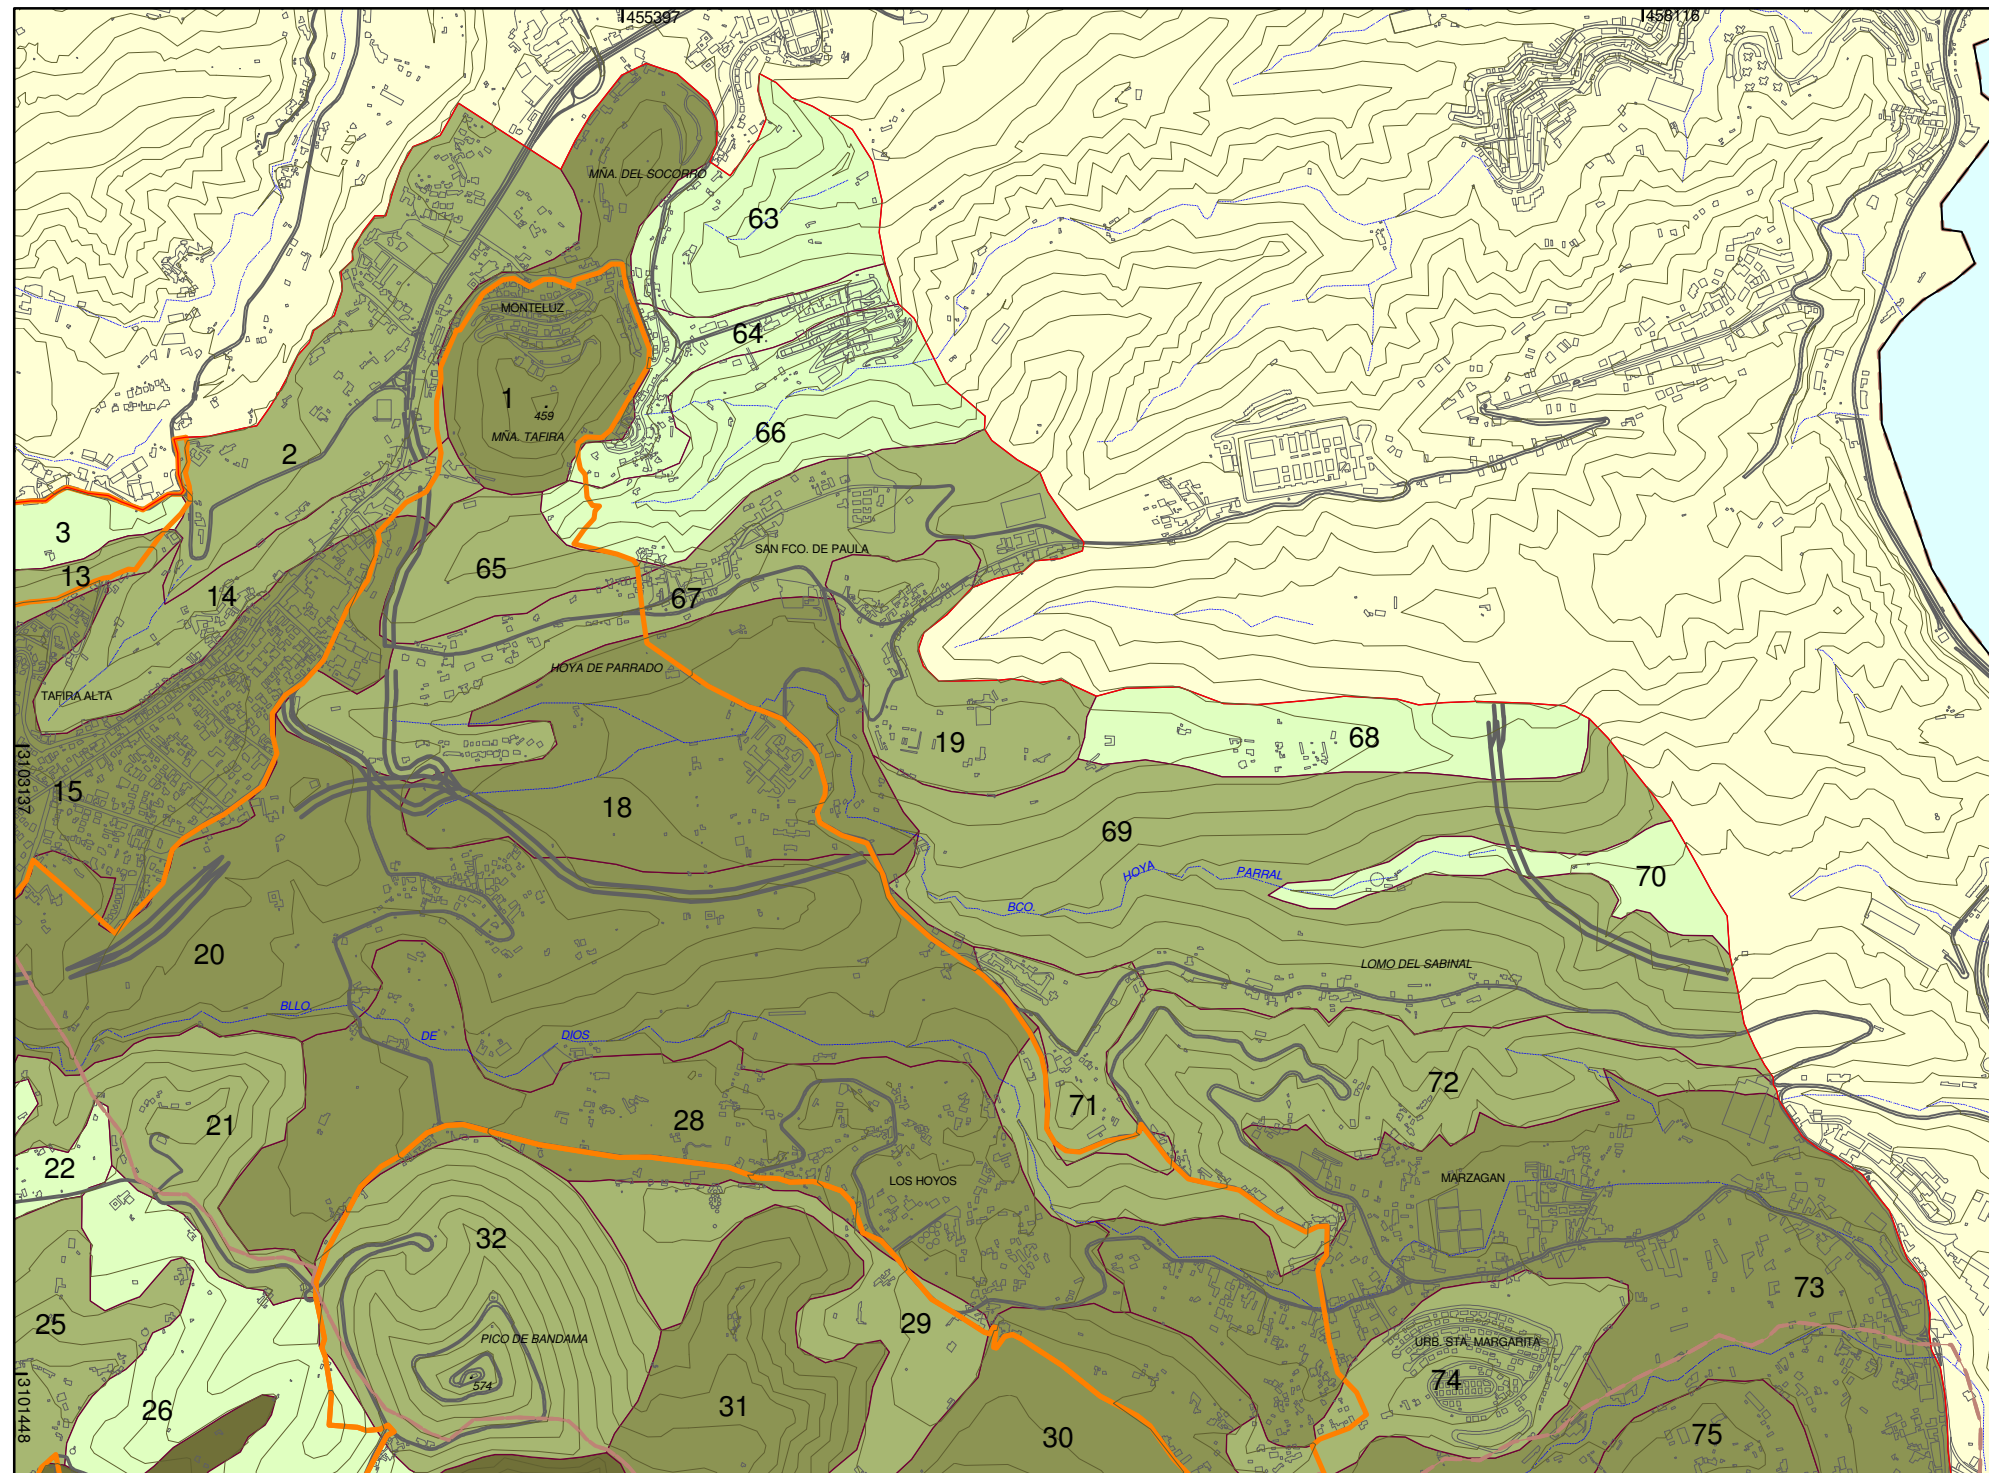 455397
458116
MÑA. DEL SOCORRO
63
MONTELUZ
64
1
459
MÑA. TAFIRA
66
2
3
13
14
65
SAN FCO. DE PAULA
67
HOYA DE PARRADO
TAFIRA ALTA
3103137
15
18
19
68
69
HOYA
PARRAL
BCO.
70
20
LOMO DEL SABINAL
BLLO.
DE
DIOS
21
28
71
72
22
LOS HOYOS
MARZAGAN
32
73
25
PICO DE BANDAMA
29
URB. STA. MARGARITA
574
74
3101448
26
31
30
75